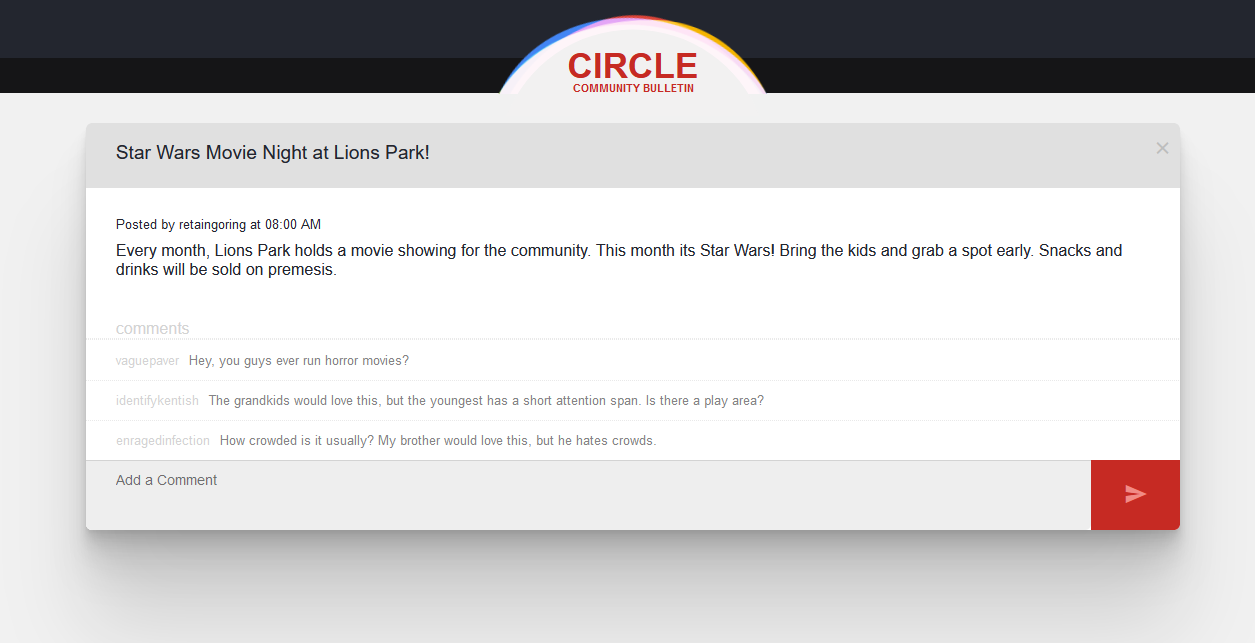 CIRCLE
COMMUNITY BULLETIN
Star Wars Movie Night at Lions Park!
Posted by retaingoring at 08:00 AM
Every month, Lions Park holds a movie showing for the community. This month its Star Wars! Bring the kids and grab a spot early. Snacks and
drinks will be sold on premesis.
comments
vaguepaver Hey, you guys ever run horror movies?
identifykentish The grandkids would love this, but the youngest has a short attention span. Is there a play area?
enragedinfection How crowded is it usually? My brother would love this, but he hates crowds.
Add a Comment